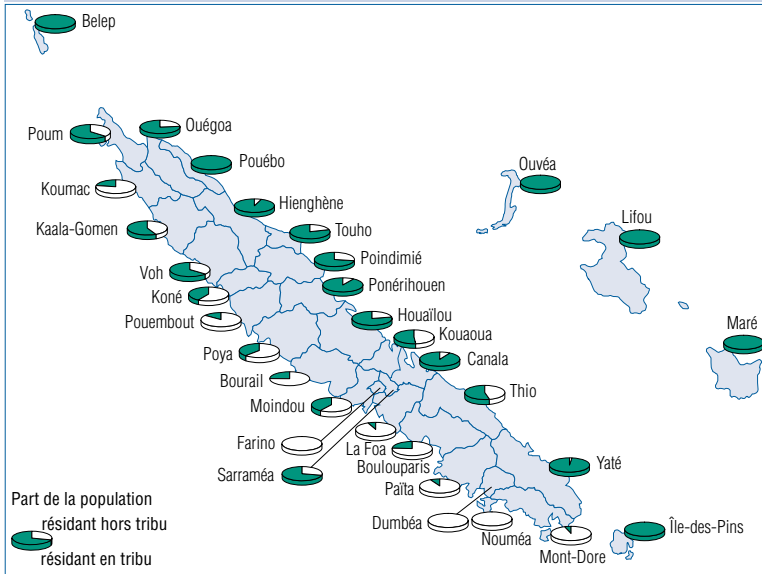 Belep
Ouégoa
Poum
Pouébo
Ouvéa
Koumac
Hienghène
Lifou
Kaala-Gomen
Touho
Poindimié
Voh
Ponérihouen
Koné
Houaïlou
Pouembout
Kouaoua
Maré
Poya
Canala
Bourail
Thio
Moindou
Farino
La Foa
Boulouparis
Sarraméa
Yaté
Païta
Dumbéa
Nouméa
Île-des-Pins
Mont-Dore
Part de la population
résidant hors tribu
résidant en tribu